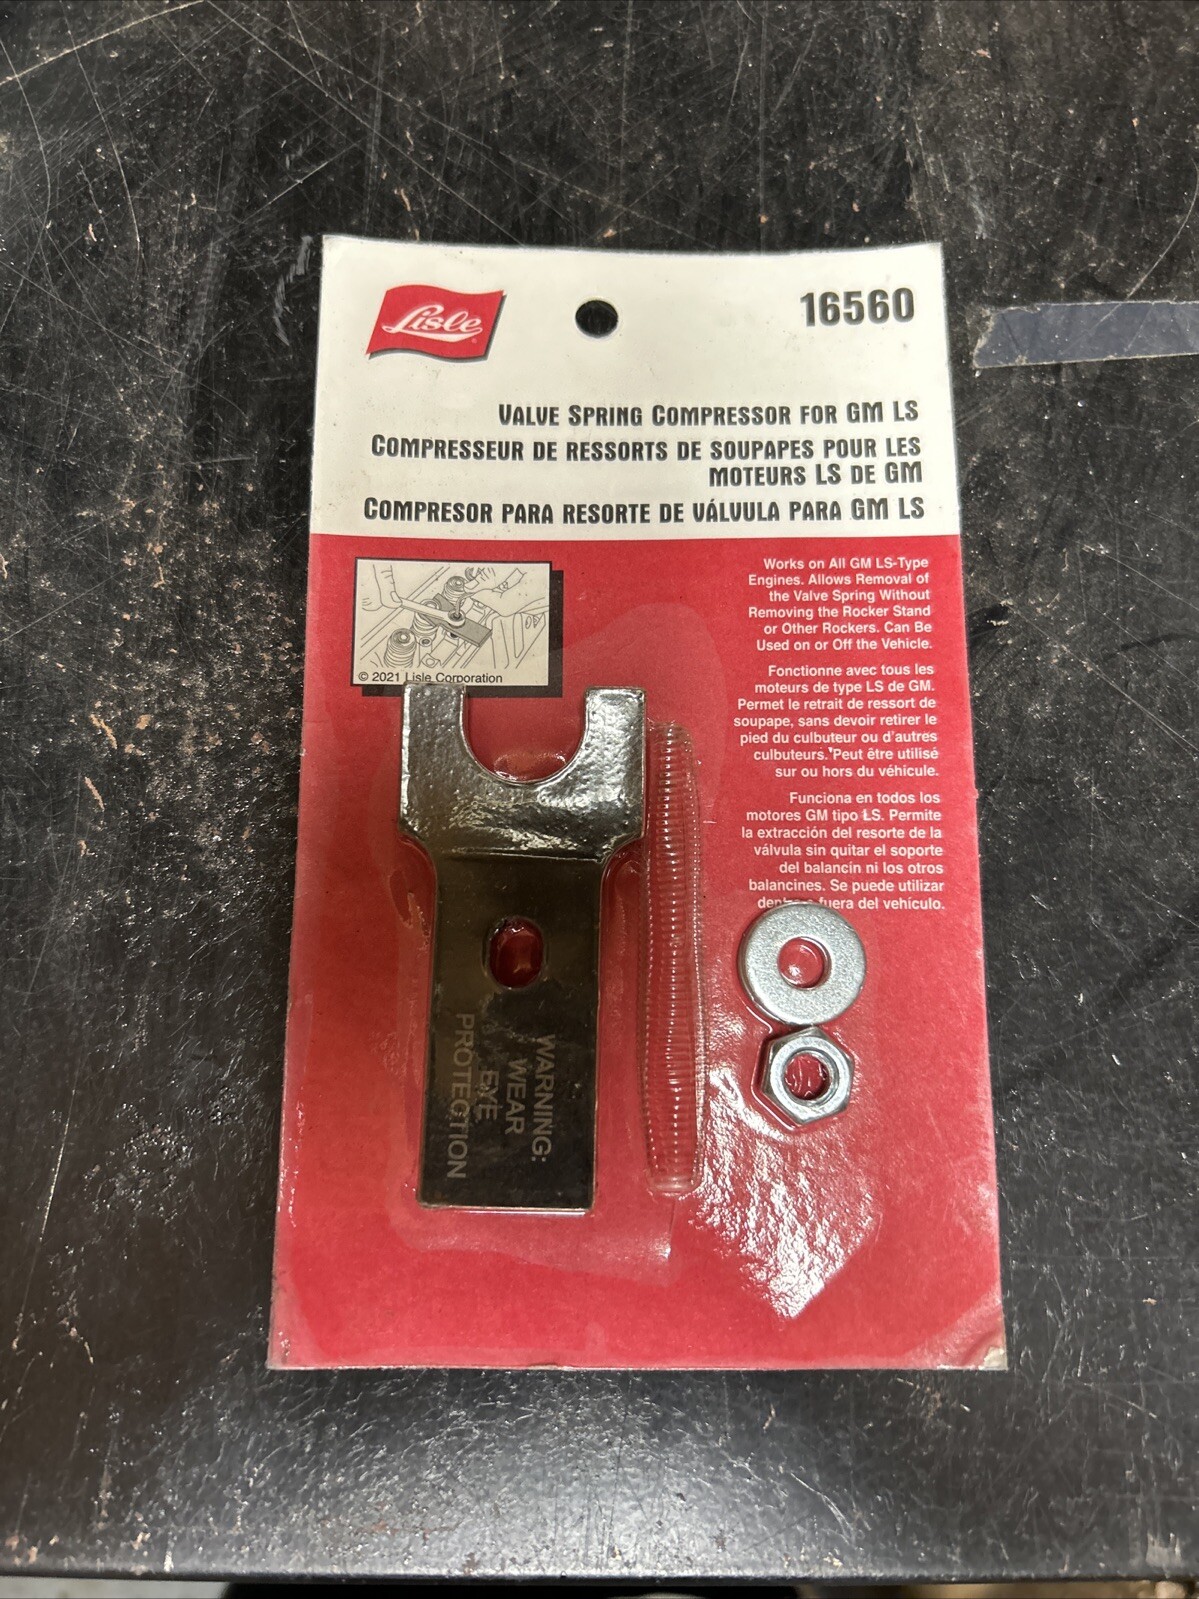 Lisle®
16560
VALVE SPRING COMPRESSOR FOR GM LS
COMPRESSEUR DE RESSORTS DE SOUPAPES POUR LES
MOTEURS LS DE GM
COMPRESOR PARA RESORTE DE VÁLVULA PARA GM LS
Works on All GM LS-Type
Engines. Allows Removal of
the Valve Spring Without
Removing the Rocker Stand
or Other Rockers. Can Be
Used on or Off the Vehicle.
© 2021 Lisle Corporation
Fonctionne avec tous les
moteurs de type LS de GM.
Permet le retrait de ressort de
soupape, sans devoir retirer le
pied du culbuteur ou d'autres
culbuteurs. Peut être utilisé
sur ou hors du véhicule.
Funciona en todos los
motores GM tipo LS. Permite
la extracción del resorte de la
válvula sin quitar el soporte
del balancín ni los otros
balancines. Se puede utilizar
fuera del vehículo.
WARNING:
WEAR
EYE
PROTECTION